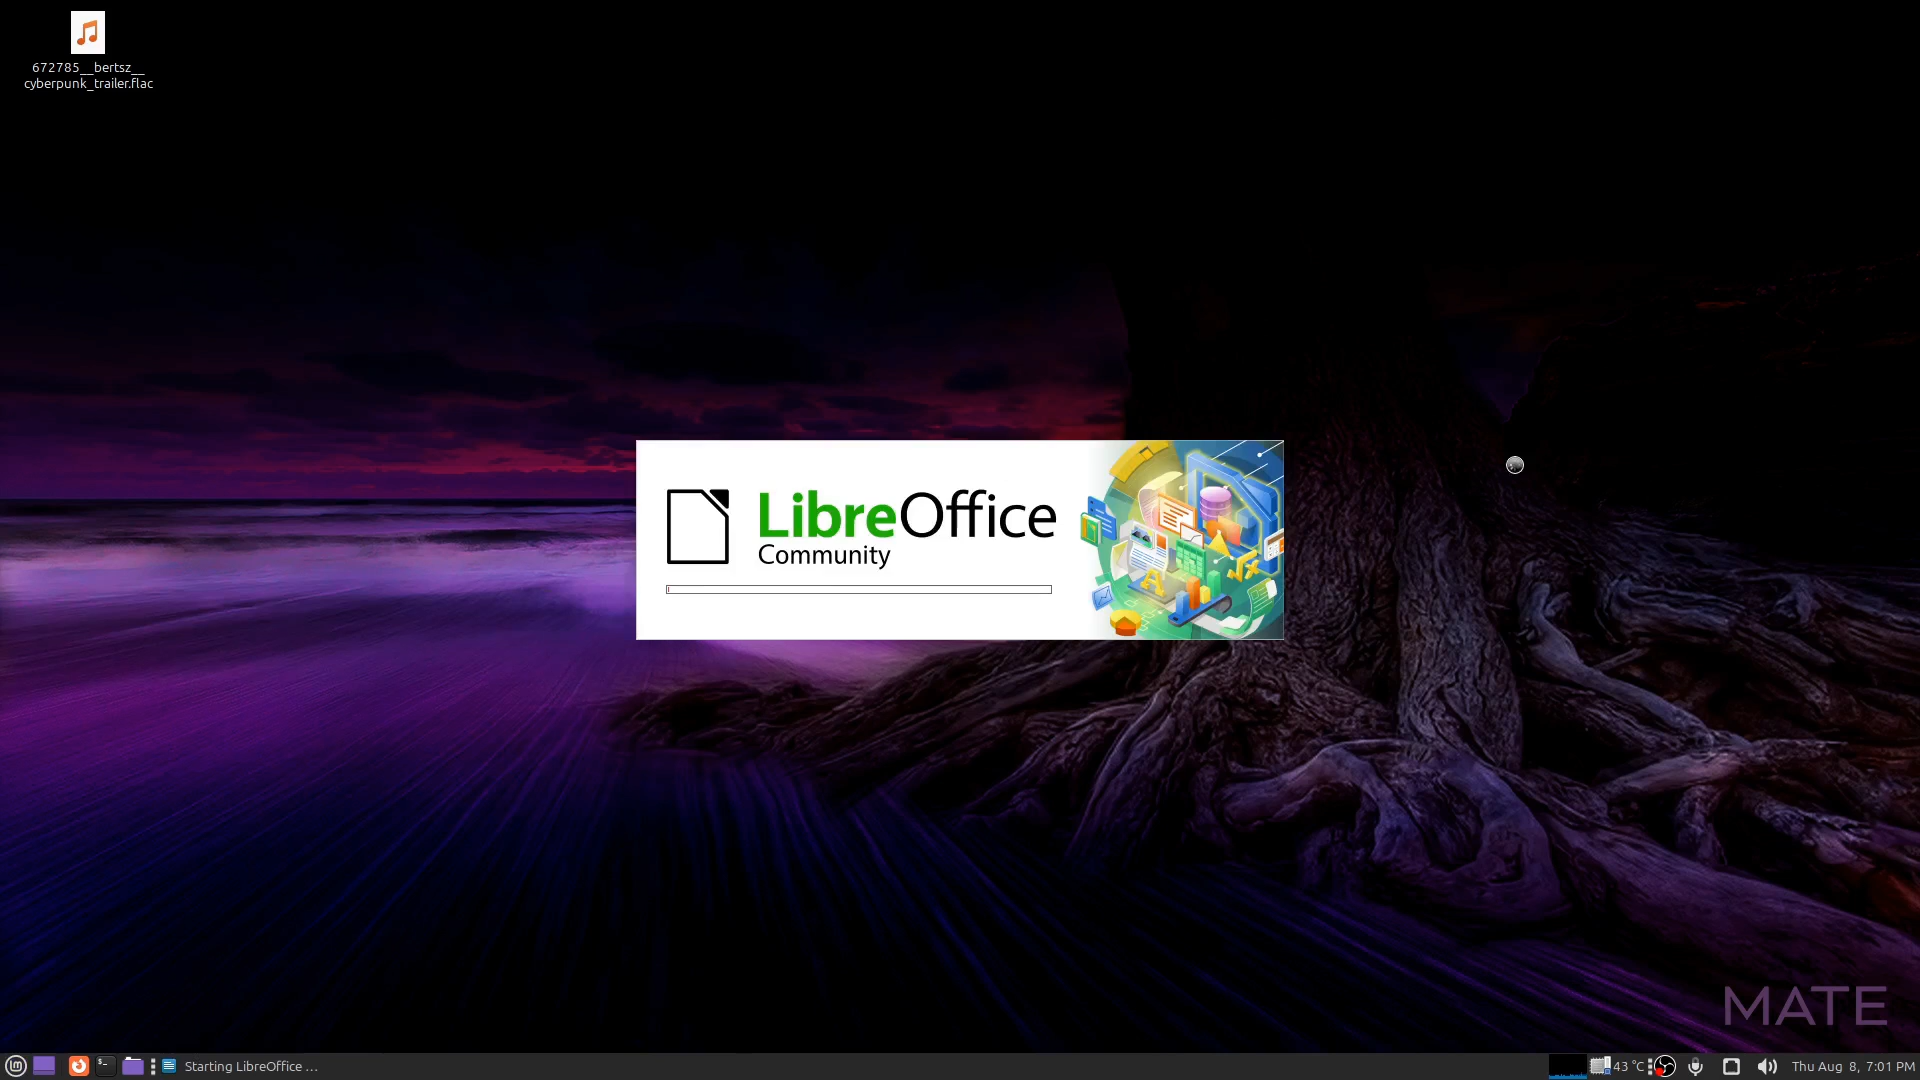 672785__bertsz__
cyberpunk_trailer.flac
LibreOffice
Community
MATE
Starting LibreOffice ...
43 °C
Thu Aug 8, 7:01 PM